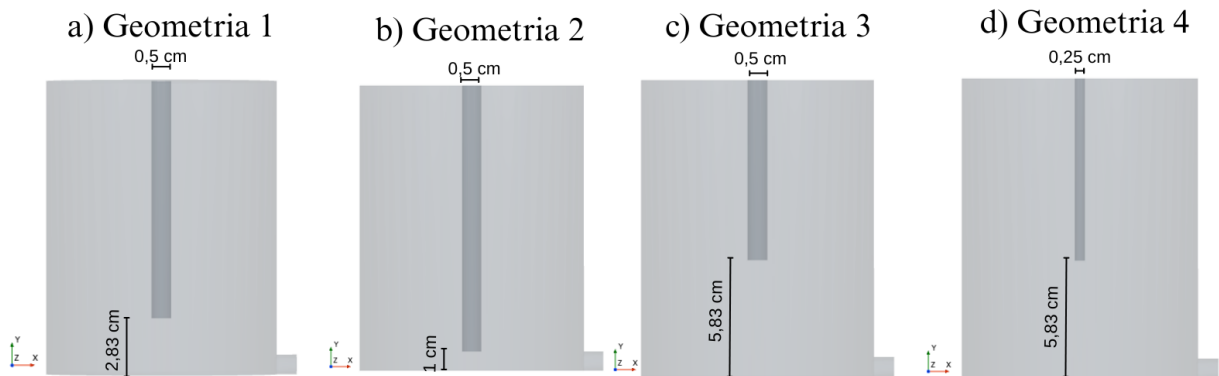 a) Geometria 1
0,5 cm
2,83 cm
Y
Z X
b) Geometria 2
0,5 cm
1 cm
Y
Z X
c) Geometria 3
0,5 cm
5,83 cm
Y
Z X
d) Geometria 4
0,25 cm
5,83 cm
Y
Z X